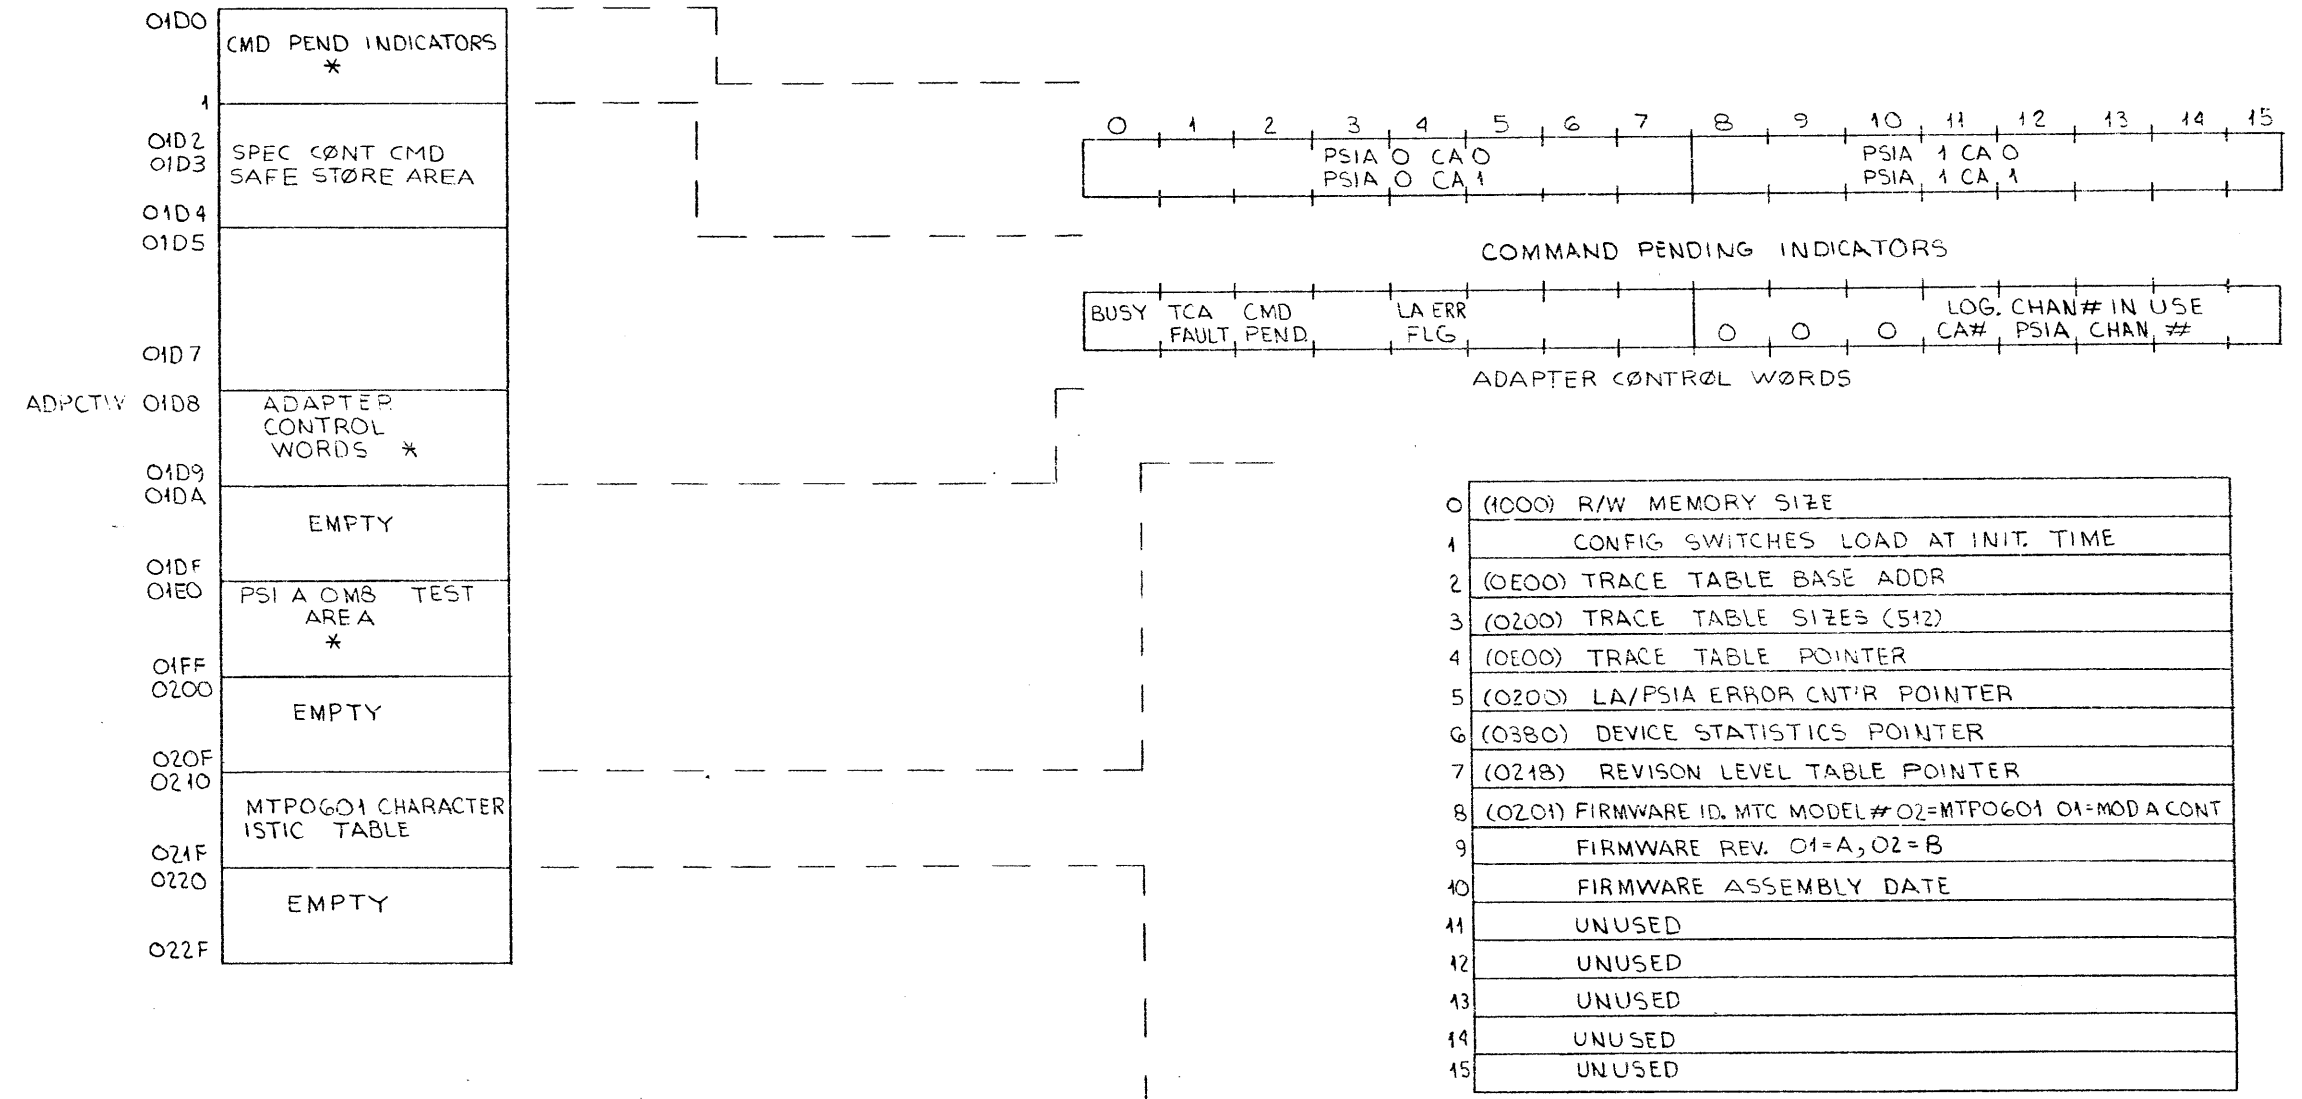 01D0
CMD PEND INDICATORS
*
1
01D2
01D3
SPEC CØNT CMD
SAFE STØRE AREA
01D4
01D5
01D7
01D8
ADAPTER
CONTROL
WORDS *
01D9
01DA
EMPTY
01DF
01E0
PSI A OMB TEST
AREA
*
01FF
0200
EMPTY
020F
0210
MTP0601 CHARACTER
ISTIC TABLE
021F
0220
EMPTY
022F
0 1 2 3 4 5 6 7 8 9 10 11 12 13 14 15
PSIA 0 CA 0 PSIA 1 CA 0
PSIA 0 CA 1 PSIA 1 CA 1
COMMAND PENDING INDICATORS
BUSY TCA CMD LA ERR LOG. CHAN# IN USE
FAULT PEND. FLG 0 0 0 CA# PSIA CHAN #
ADAPTER CØNTRØL WØRDS
0 (1000) R/W MEMORY SIZE
1 CONFIG SWITCHES LOAD AT INIT. TIME
2 (0E00) TRACE TABLE BASE ADDR
3 (0200) TRACE TABLE SIZES (512)
4 (0E00) TRACE TABLE POINTER
5 (0200) LA/PSIA ERROR CNT'R POINTER
6 (0380) DEVICE STATISTICS POINTER
7 (0218) REVISON LEVEL TABLE POINTER
8 (0201) FIRMWARE ID. MTC MODEL# 02=MTP0601 01=MOD A CONT
9 FIRMWARE REV. 01=A, 02=B
10 FIRMWARE ASSEMBLY DATE
11 UNUSED
12 UNUSED
13 UNUSED
14 UNUSED
15 UNUSED